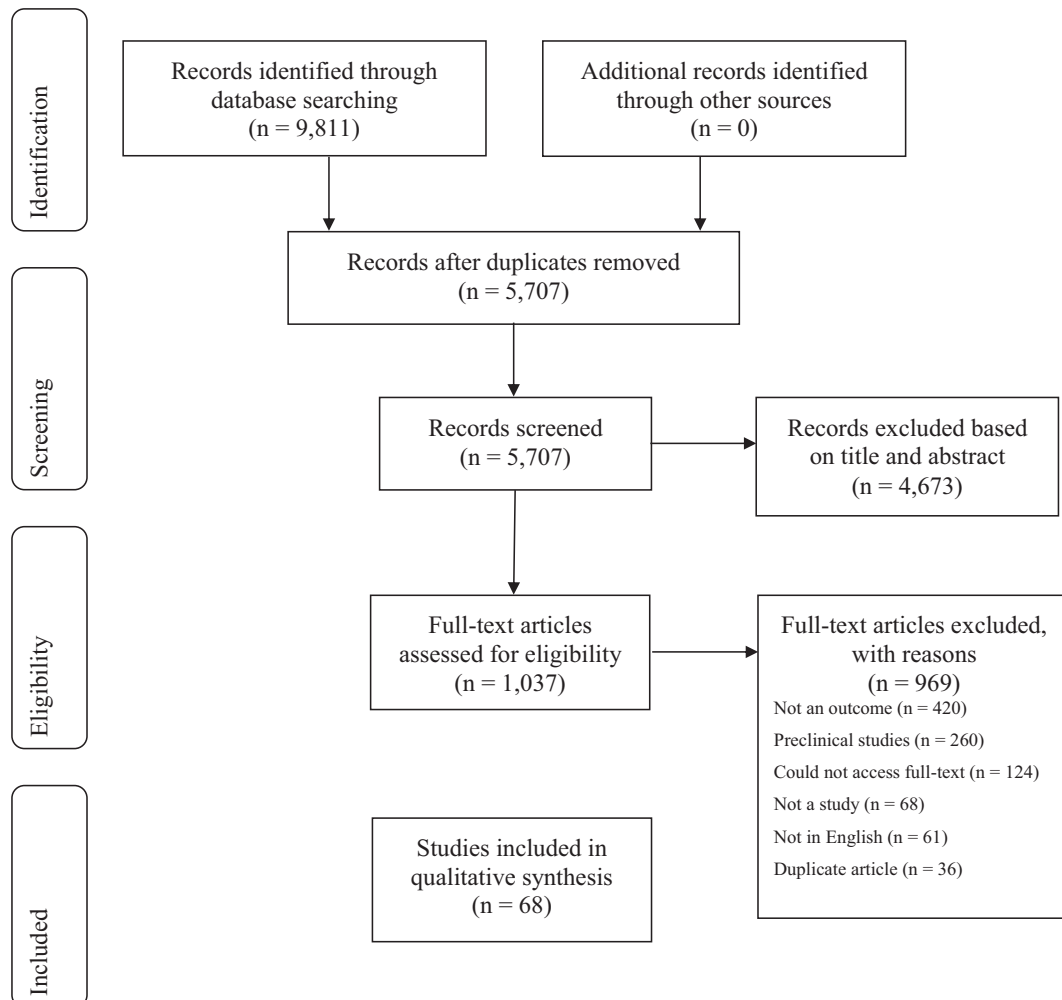 Identification
Records identified through
database searching
(n = 9,811)
Additional records identified
through other sources
(n = 0)
Records after duplicates removed
(n = 5,707)
Screening
Records screened
(n = 5,707)
Records excluded based
on title and abstract
(n = 4,673)
Eligibility
Full-text articles
assessed for eligibility
(n = 1,037)
Full-text articles excluded,
with reasons
(n = 969)
Not an outcome (n = 420)
Preclinical studies (n = 260)
Could not access full-text (n = 124)
Not a study (n = 68)
Not in English (n = 61)
Duplicate article (n = 36)
Included
Studies included in
qualitative synthesis
(n = 68)